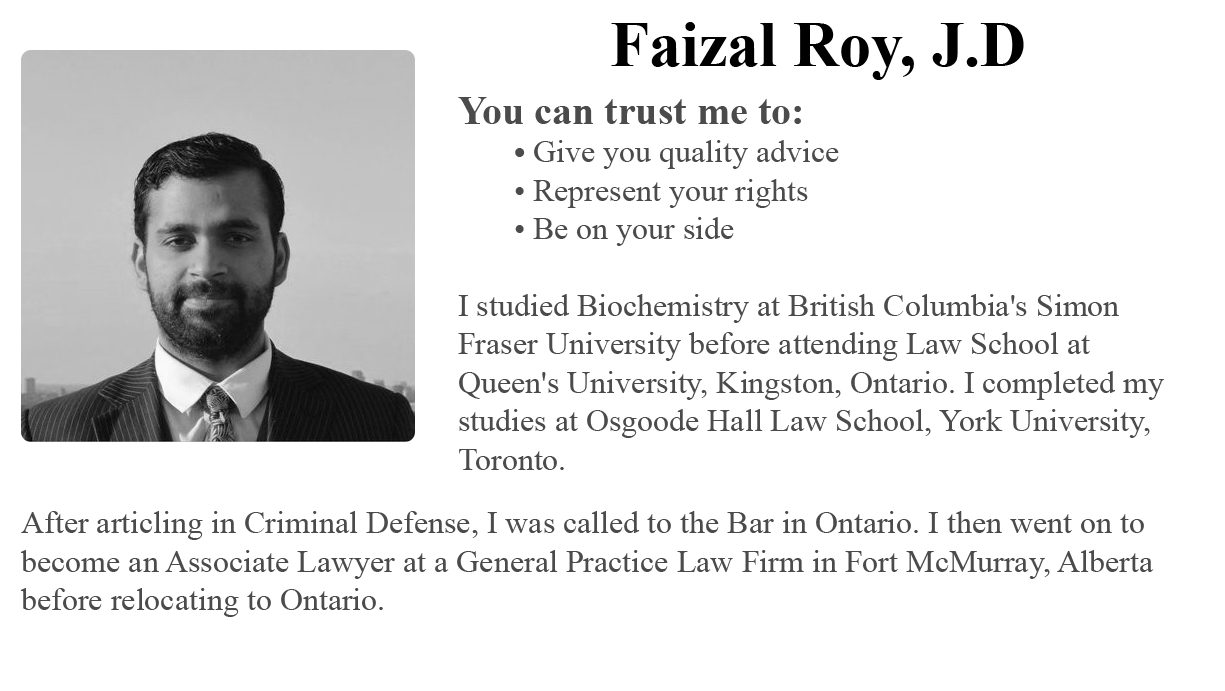 Faizal Roy, J.D
You can trust me to:
• Give you quality advice
• Represent your rights
• Be on your side
I studied Biochemistry at British Columbia's Simon
Fraser University before attending Law School at
Queen's University, Kingston, Ontario. I completed my
studies at Osgoode Hall Law School, York University,
Toronto.
After articling in Criminal Defense, I was called to the Bar in Ontario. I then went on to
become an Associate Lawyer at a General Practice Law Firm in Fort McMurray, Alberta
before relocating to Ontario.